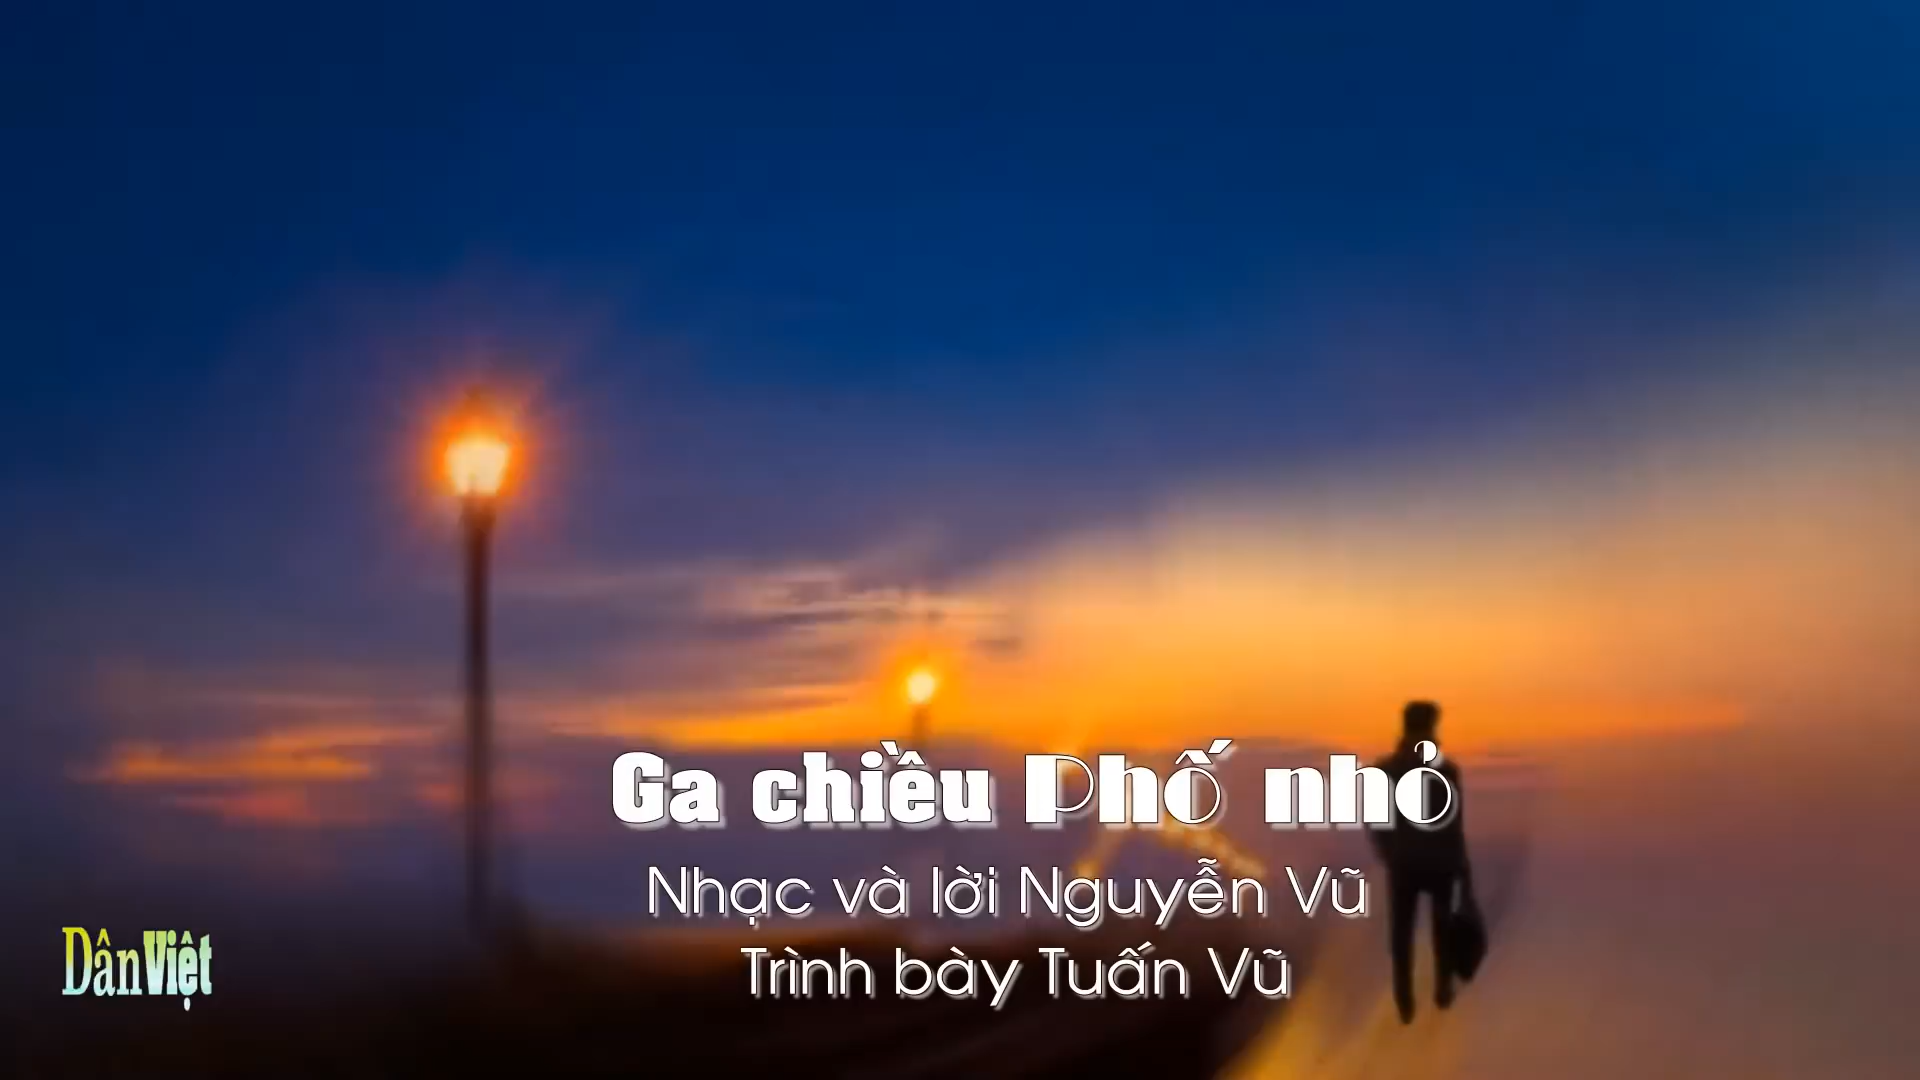 Ga chiều Phố nhỏ
Nhạc và lời Nguyễn Vũ
Trình bày Tuấn Vũ
DânViệt